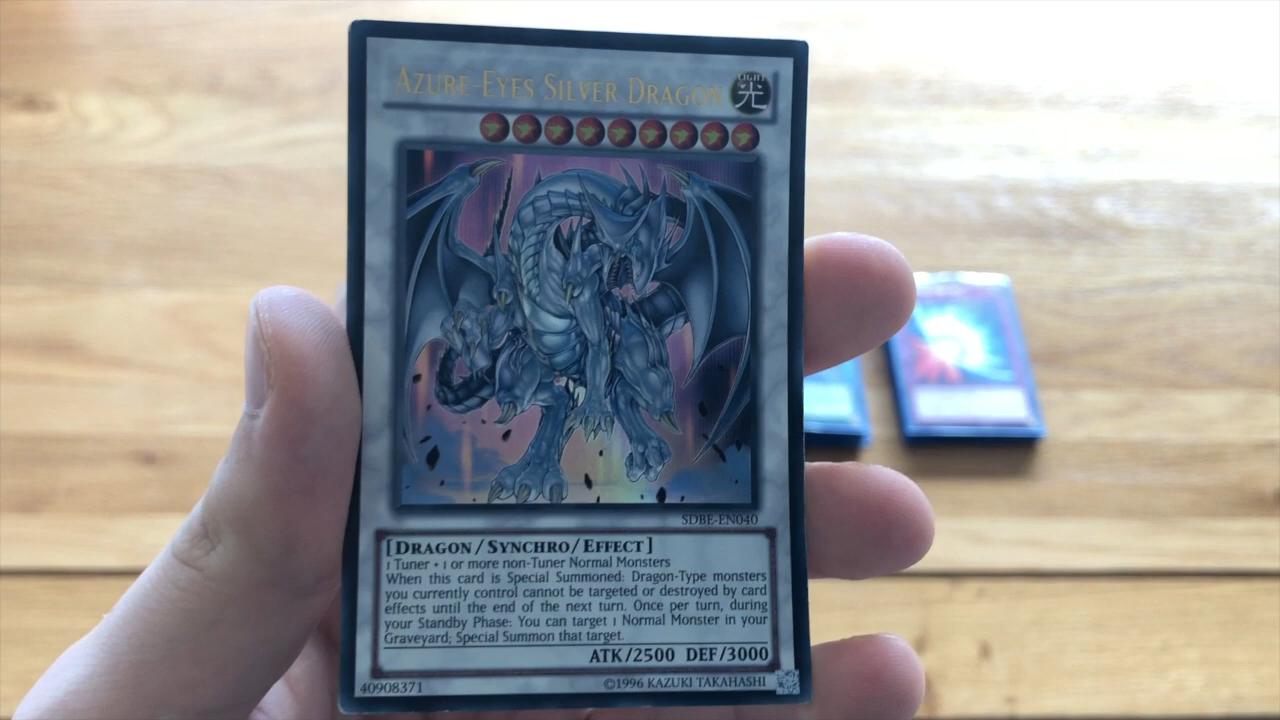 AZURE-EYES SILVER DRAGON
LIGHT
光
SDBE-EN040
[DRAGON/SYNCHRO/EFFECT]
1 Tuner + 1 or more non-Tuner Normal Monsters
When this card is Special Summoned: Dragon-Type monsters
you currently control cannot be targeted or destroyed by card
effects until the end of the next turn. Once per turn, during
your Standby Phase: You can target 1 Normal Monster in your
Graveyard; Special Summon that target.
ATK/2500 DEF/3000
40908371
©1996 KAZUKI TAKAHASHI